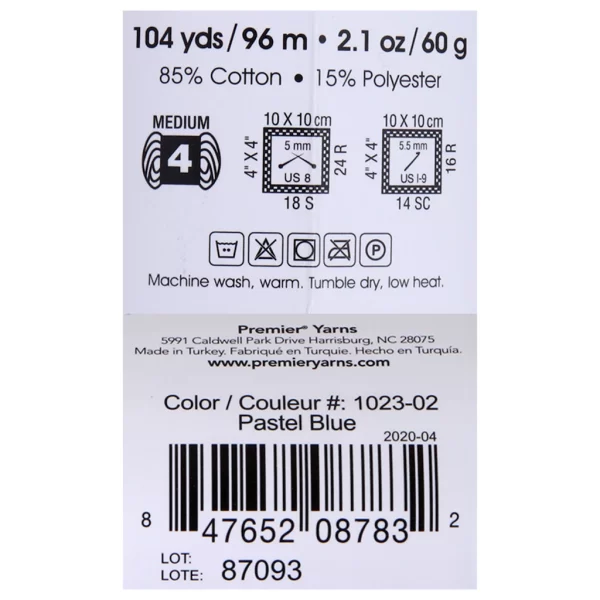 104 yds/96 m • 2.1 oz/60 g
85% Cotton • 15% Polyester
MEDIUM
4
10 X 10 cm
4" X 4"
5 mm
US 8
24 R
18 S
10 X 10 cm
4" X 4"
5.5 mm
US I-9
16 R
14 SC
P
Machine wash, warm. Tumble dry, low heat.
Premier® Yarns
5991 Caldwell Park Drive Harrisburg, NC 28075
Made in Turkey. Fabriqué en Turquie. Hecho en Turquía.
www.premieryarns.com
Color / Couleur #: 1023-02
Pastel Blue
2020-04
8 47652 08783 2
LOT:
LOTE: 87093